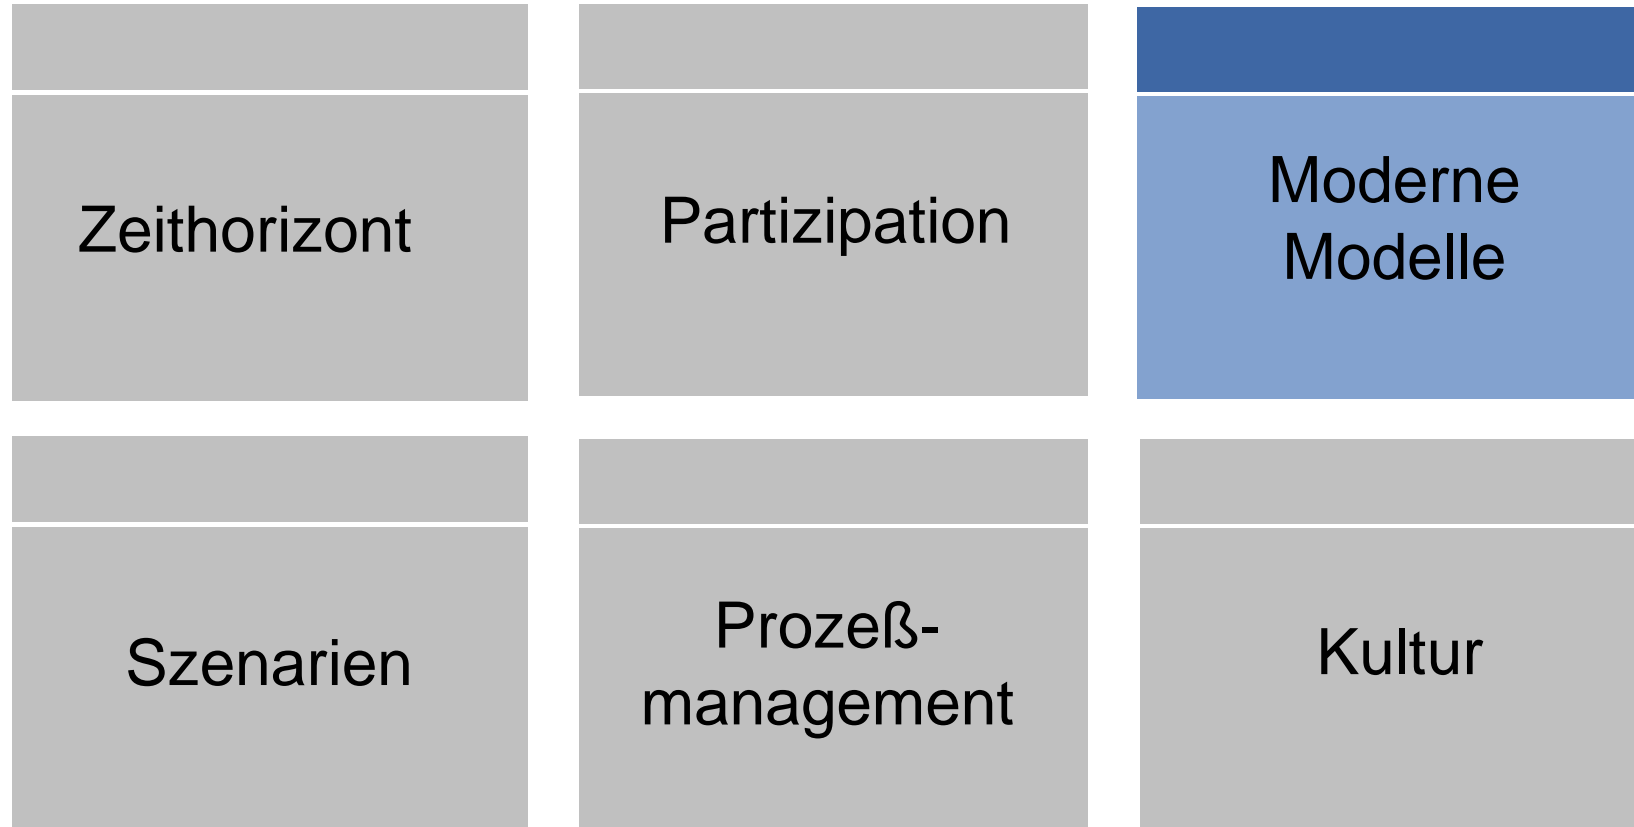 Zeithorizont
Partizipation
Moderne
Modelle
Szenarien
Prozeß-
management
Kultur